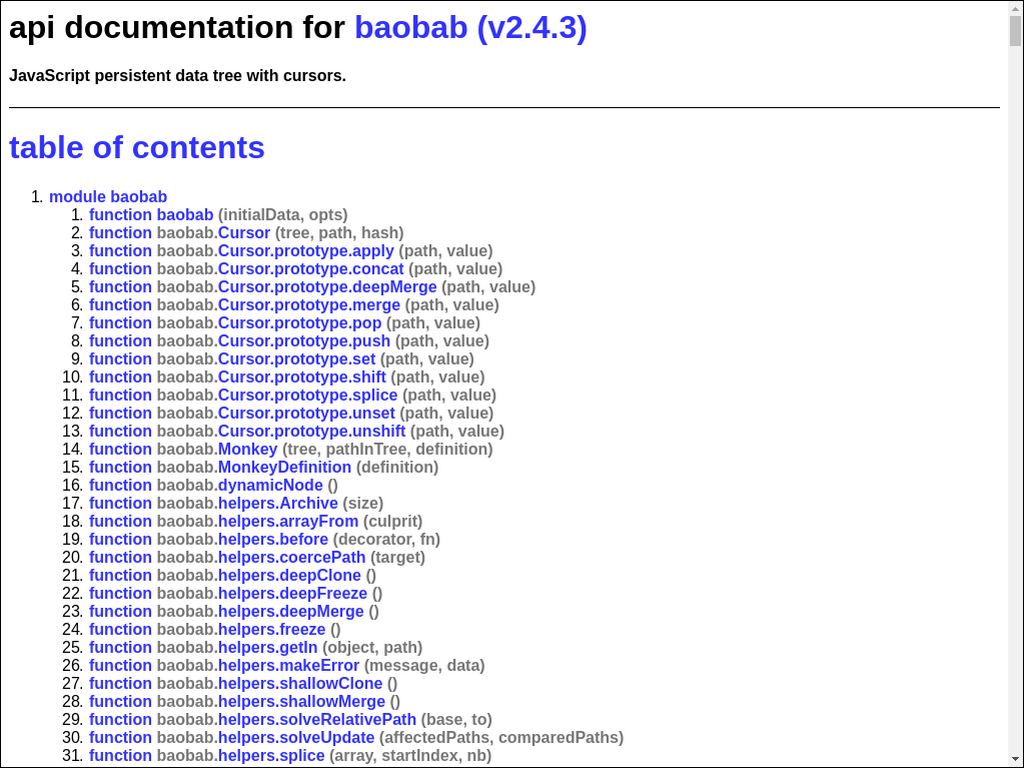 api documentation for baobab (v2.4.3)
JavaScript persistent data tree with cursors.
table of contents
1. module baobab
1. function baobab (initialData, opts)
2. function baobab.Cursor (tree, path, hash)
3. function baobab.Cursor.prototype.apply (path, value)
4. function baobab.Cursor.prototype.concat (path, value)
5. function baobab.Cursor.prototype.deepMerge (path, value)
6. function baobab.Cursor.prototype.merge (path, value)
7. function baobab.Cursor.prototype.pop (path, value)
8. function baobab.Cursor.prototype.push (path, value)
9. function baobab.Cursor.prototype.set (path, value)
10. function baobab.Cursor.prototype.shift (path, value)
11. function baobab.Cursor.prototype.splice (path, value)
12. function baobab.Cursor.prototype.unset (path, value)
13. function baobab.Cursor.prototype.unshift (path, value)
14. function baobab.Monkey (tree, pathInTree, definition)
15. function baobab.MonkeyDefinition (definition)
16. function baobab.dynamicNode ()
17. function baobab.helpers.Archive (size)
18. function baobab.helpers.arrayFrom (culprit)
19. function baobab.helpers.before (decorator, fn)
20. function baobab.helpers.coercePath (target)
21. function baobab.helpers.deepClone ()
22. function baobab.helpers.deepFreeze ()
23. function baobab.helpers.deepMerge ()
24. function baobab.helpers.freeze ()
25. function baobab.helpers.getIn (object, path)
26. function baobab.helpers.makeError (message, data)
27. function baobab.helpers.shallowClone ()
28. function baobab.helpers.shallowMerge ()
29. function baobab.helpers.solveRelativePath (base, to)
30. function baobab.helpers.solveUpdate (affectedPaths, comparedPaths)
31. function baobab.helpers.splice (array, startIndex, nb)